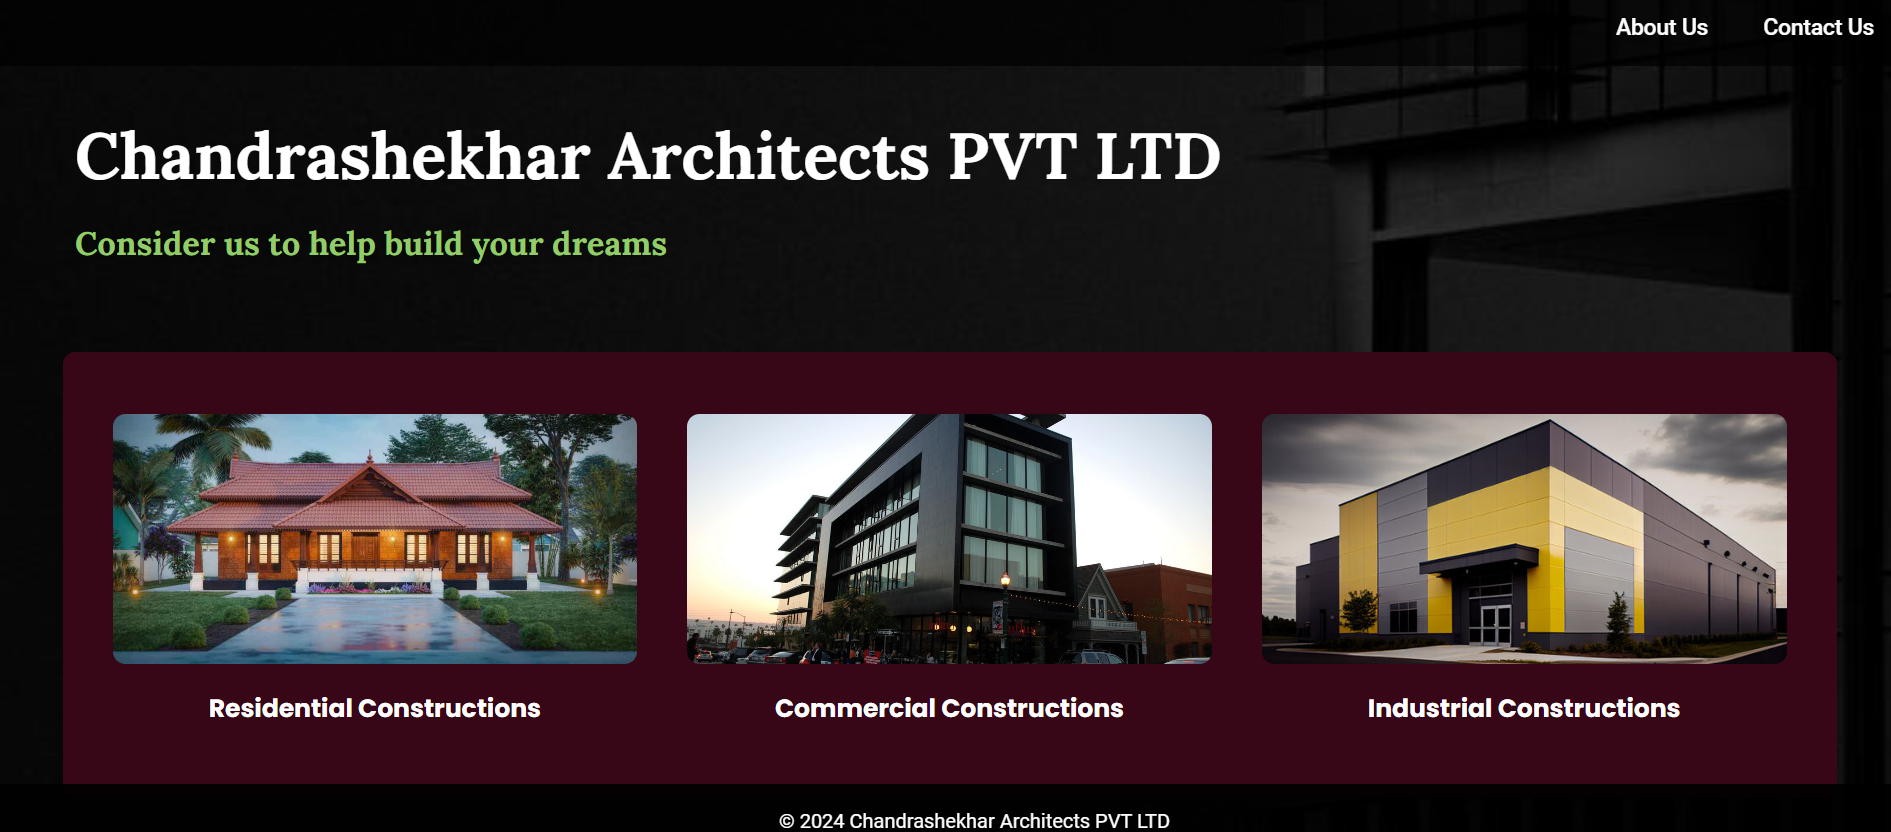 About Us Contact Us
Chandrashekhar Architects PVT LTD
Consider us to help build your dreams
Residential Constructions Commercial Constructions Industrial Constructions
© 2024 Chandrashekhar Architects PVT LTD